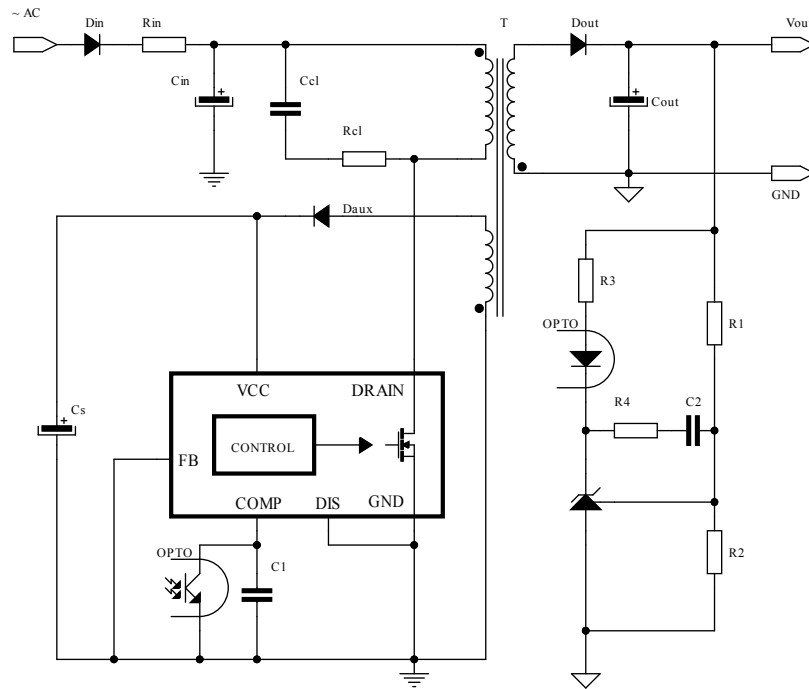 ~ AC
Din
Rin
T
Dout
Vou
Cin
Ccl
Cout
Rcl
GND
Daux
R3
OPTO
R1
VCC
DRAIN
Cs
R4
C2
CONTROL
FB
COMP
DIS
GND
OPTO
C1
R2